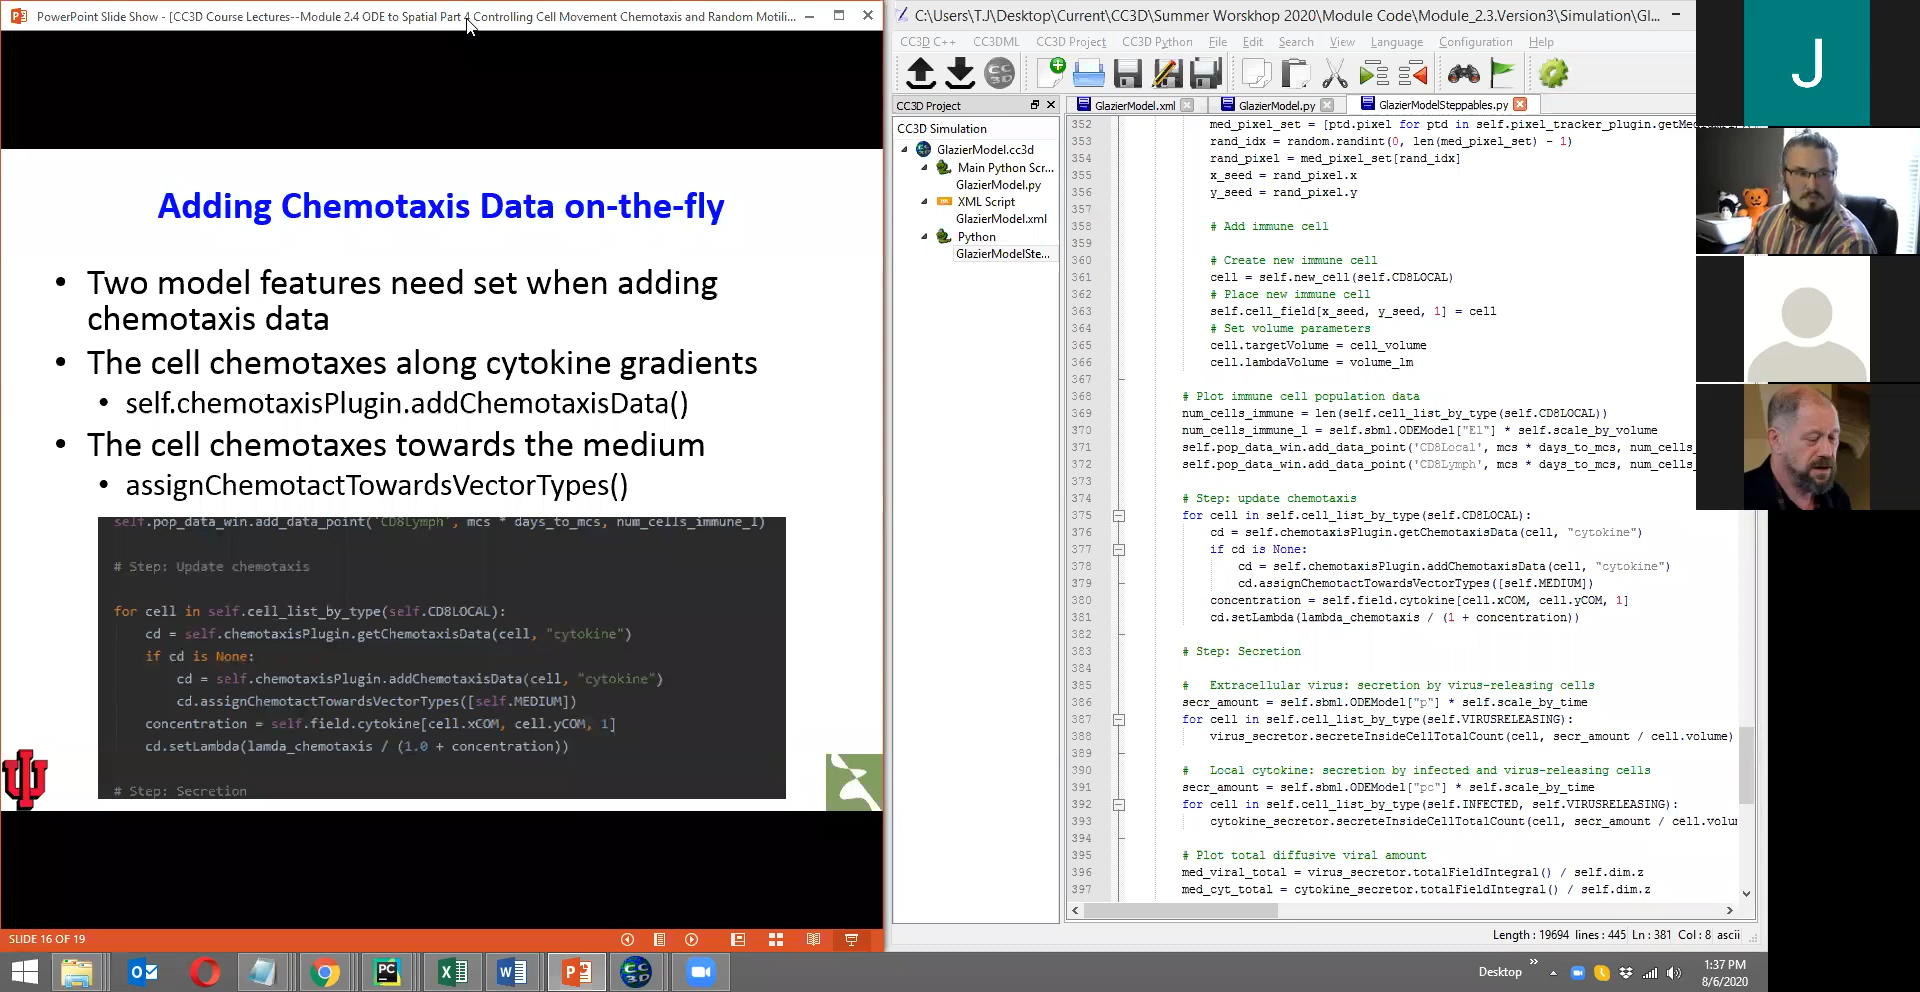 PowerPoint Slide Show - [CC3D Course Lectures--Module 2.4 ODE to Spatial Part 4 Controlling Cell Movement Chemotaxis and Random Motili...
Adding Chemotaxis Data on-the-fly
• Two model features need set when adding
chemotaxis data
• The cell chemotaxes along cytokine gradients
• self.chemotaxisPlugin.addChemotaxisData()
• The cell chemotaxes towards the medium
• assignChemotactTowardsVectorTypes()
self.pop_data_win.add_data_point('CD8Lymph', mcs * days_to_mcs, num_cells_immune_l)
# Step: Update chemotaxis
for cell in self.cell_list_by_type(self.CD8LOCAL):
cd = self.chemotaxisPlugin.getChemotaxisData(cell, "cytokine")
if cd is None:
cd = self.chemotaxisPlugin.addChemotaxisData(cell, "cytokine")
cd.assignChemotactTowardsVectorTypes([self.MEDIUM])
concentration = self.field.cytokine[cell.xCOM, cell.yCOM, 1]
cd.setLambda(lamda_chemotaxis / (1.0 + concentration))
# Step: Secretion
SLIDE 16 OF 19
C:\Users\TJ\Desktop\Current\CC3D\Summer Worskhop 2020\Module Code\Module_2.3.Version3\Simulation\Gl...
CC3D C++ CC3DML CC3D Project CC3D Python File Edit Search View Language Configuration Help
CC3D Project
GlazierModel.xml GlazierModel.py GlazierModelSteppables.py
CC3D Simulation
GlazierModel.cc3d
Main Python Scr...
GlazierModel.py
XML Script
GlazierModel.xml
Python
GlazierModelSte...
352 med_pixel_set = [ptd.pixel for ptd in self.pixel_tracker_plugin.getMed
353 rand_idx = random.randint(0, len(med_pixel_set) - 1)
354 rand_pixel = med_pixel_set[rand_idx]
355 x_seed = rand_pixel.x
356 y_seed = rand_pixel.y
357
358 # Add immune cell
359
360 # Create new immune cell
361 cell = self.new_cell(self.CD8LOCAL)
362 # Place new immune cell
363 self.cell_field[x_seed, y_seed, 1] = cell
364 # Set volume parameters
365 cell.targetVolume = cell_volume
366 cell.lambdaVolume = volume_lm
367
368 # Plot immune cell population data
369 num_cells_immune = len(self.cell_list_by_type(self.CD8LOCAL))
370 num_cells_immune_l = self.sbml.ODEModel["El"] * self.scale_by_volume
371 self.pop_data_win.add_data_point('CD8Local', mcs * days_to_mcs, num_cells_
372 self.pop_data_win.add_data_point('CD8Lymph', mcs * days_to_mcs, num_cells_
373
374 # Step: update chemotaxis
375 for cell in self.cell_list_by_type(self.CD8LOCAL):
376 cd = self.chemotaxisPlugin.getChemotaxisData(cell, "cytokine")
377 if cd is None:
378 cd = self.chemotaxisPlugin.addChemotaxisData(cell, "cytokine")
379 cd.assignChemotactTowardsVectorTypes([self.MEDIUM])
380 concentration = self.field.cytokine[cell.xCOM, cell.yCOM, 1]
381 cd.setLambda(lambda_chemotaxis / (1 + concentration))
382
383 # Step: Secretion
384
385 # Extracellular virus: secretion by virus-releasing cells
386 secr_amount = self.sbml.ODEModel["p"] * self.scale_by_time
387 for cell in self.cell_list_by_type(self.VIRUSRELEASING):
388 virus_secretor.secreteInsideCellTotalCount(cell, secr_amount / cell.volume)
389
390 # Local cytokine: secretion by infected and virus-releasing cells
391 secr_amount = self.sbml.ODEModel["pc"] * self.scale_by_time
392 for cell in self.cell_list_by_type(self.INFECTED, self.VIRUSRELEASING):
393 cytokine_secretor.secreteInsideCellTotalCount(cell, secr_amount / cell.volum
394
395 # Plot total diffusive viral amount
396 med_viral_total = virus_secretor.totalFieldIntegral() / self.dim.z
397 med_cyt_total = cytokine_secretor.totalFieldIntegral() / self.dim.z
Length : 19694 lines : 445 Ln : 381 Col : 8 ascii
J
Desktop
1:37 PM
8/6/2020